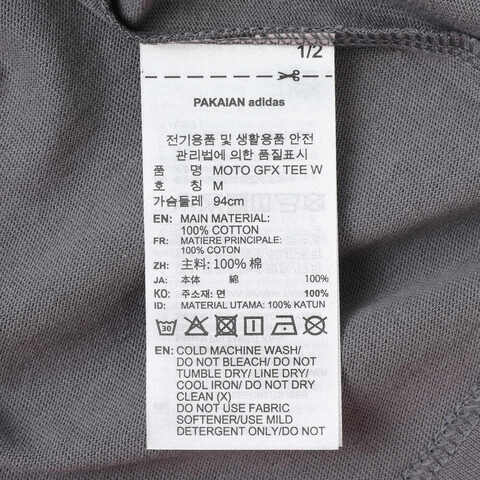 1/2
PAKAIAN adidas
전기용품 및 생활용품 안전
관리법에 의한 품질표시
품 명 MOTO GFX TEE W
호 칭 M
가슴둘레 94cm
EN: MAIN MATERIAL:
100% COTTON
FR: MATIERE PRINCIPALE:
100% COTON
ZH: 主料: 100% 棉
JA: 本体 綿 100%
KO: 주소재: 면 100%
ID: MATERIAL UTAMA: 100% KATUN
30
EN: COLD MACHINE WASH/
DO NOT BLEACH/ DO NOT
TUMBLE DRY/ LINE DRY/
COOL IRON/ DO NOT DRY
CLEAN (X)
DO NOT USE FABRIC
SOFTENER/USE MILD
DETERGENT ONLY/DO NOT